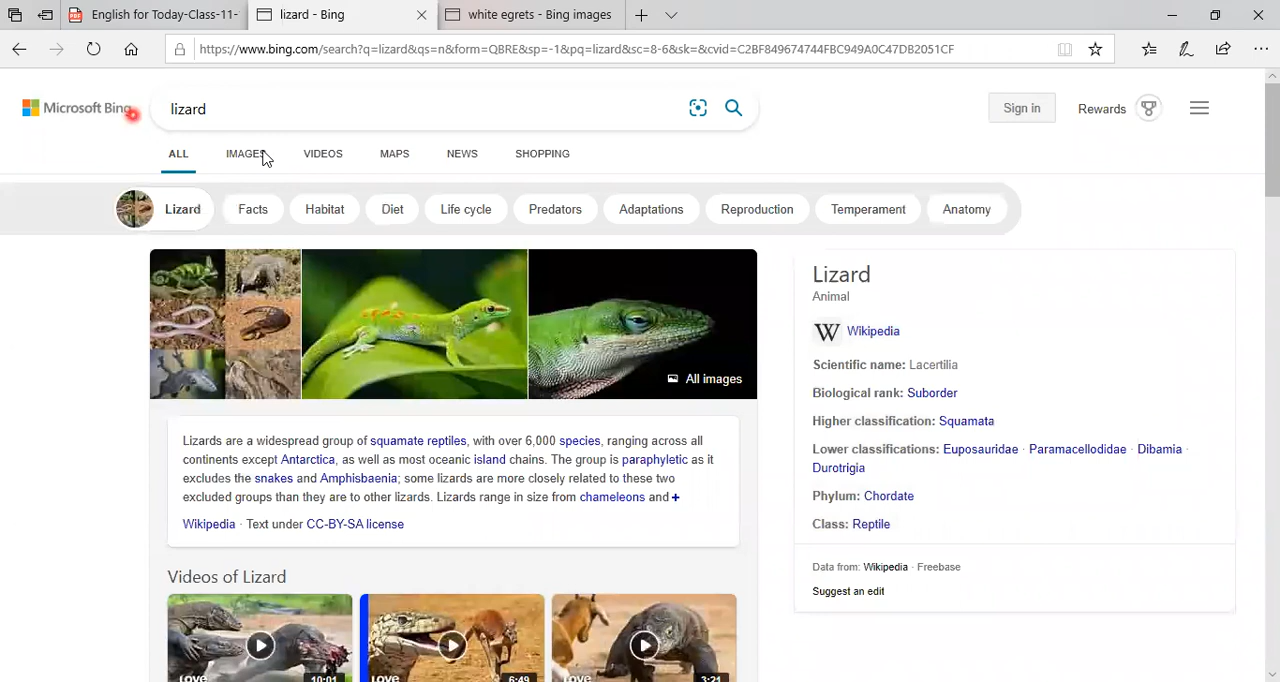 English for Today-Class-11-
lizard - Bing
white egrets - Bing images
https://www.bing.com/search?q=lizard&qs=n&form=QBRE&sp=-1&pq=lizard&sc=8-6&sk=&cvid=C2BF849674744FBC949A0C47DB2051CF
Microsoft Bing
lizard
Sign in
Rewards
ALL IMAGES VIDEOS MAPS NEWS SHOPPING
Lizard Facts Habitat Diet Life cycle Predators Adaptations Reproduction Temperament Anatomy
All images
Lizards are a widespread group of squamate reptiles, with over 6,000 species, ranging across all
continents except Antarctica, as well as most oceanic island chains. The group is paraphyletic as it
excludes the snakes and Amphisbaenia; some lizards are more closely related to these two
excluded groups than they are to other lizards. Lizards range in size from chameleons and +
Wikipedia · Text under CC-BY-SA license
Videos of Lizard
love 10:01
love 6:49
love 3:21
Lizard
Animal
W Wikipedia
Scientific name: Lacertilia
Biological rank: Suborder
Higher classification: Squamata
Lower classifications: Euposauridae · Paramacellodidae · Dibamia ·
Durotrigia
Phylum: Chordate
Class: Reptile
Data from: Wikipedia · Freebase
Suggest an edit